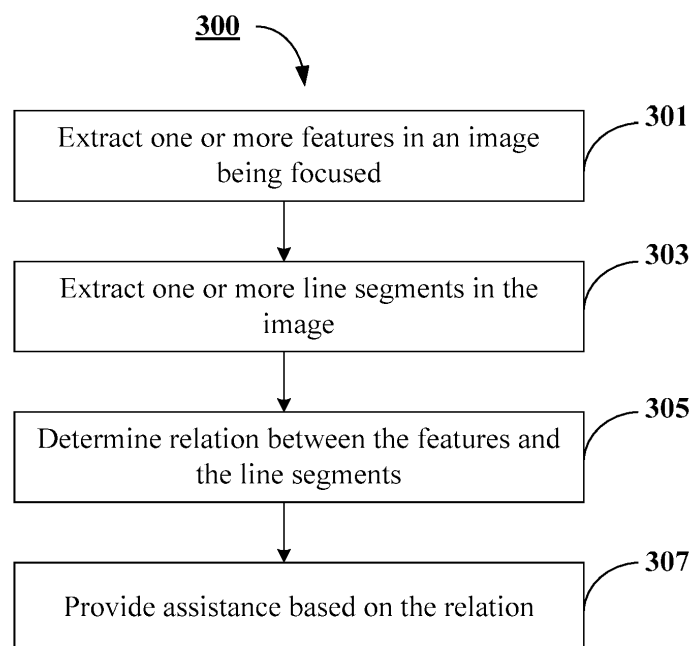 300
301
Extract one or more features in an image
being focused
303
Extract one or more line segments in the
image
305
Determine relation between the features and
the line segments
307
Provide assistance based on the relation